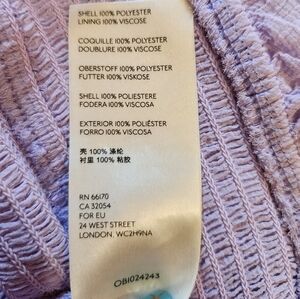 SHELL 100% POLYESTER
LINING 100% VISCOSE
COQUILLE 100% POLYESTER
DOUBLURE 100% VISCOSE
OBERSTOFF 100% POLYESTER
FUTTER 100% VISKOSE
SHELL 100% POLIESTERE
FODERA 100% VISCOSA
EXTERIOR 100% POLIÉSTER
FORRO 100% VISCOSA
壳 100% 涤纶
衬里 100% 粘胶
RN 66170
CA 32054
FOR EU
24 WEST STREET
LONDON, WC2H9NA
OB1024243